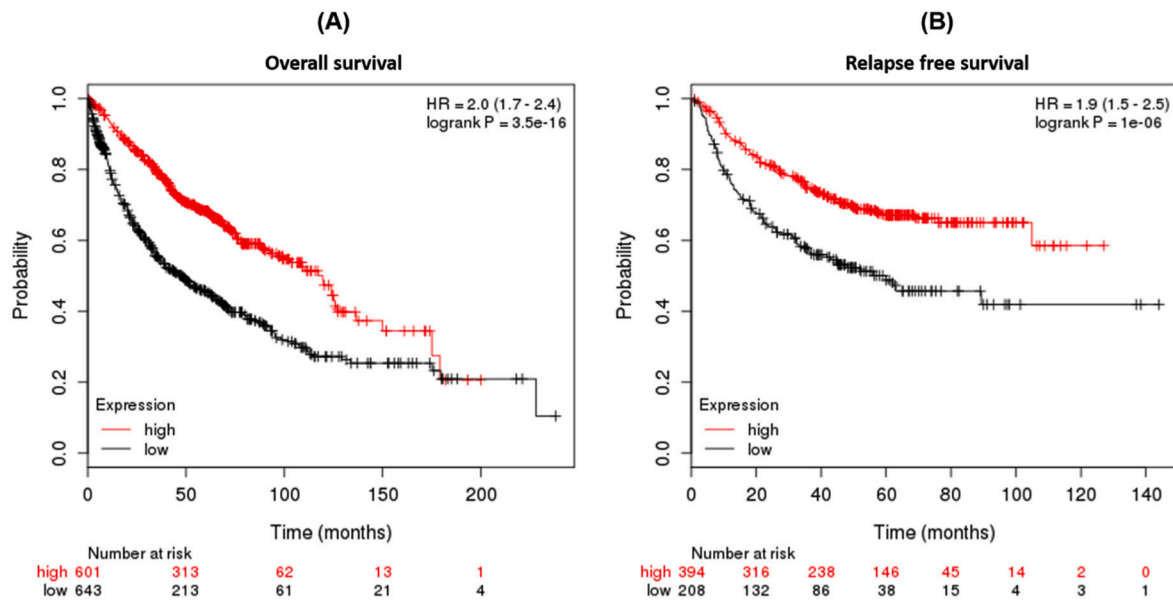 (A)
Overall survival
HR = 2.0 (1.7 - 2.4)
logrank P = 3.5e-16
Probability
1.0
0.8
0.6
0.4
0.2
0.0
Expression
high
low
0 50 100 150 200
Time (months)
Number at risk
high 601 313 62 13 1
low 643 213 61 21 4
(B)
Relapse free survival
HR = 1.9 (1.5 - 2.5)
logrank P = 1e-06
Probability
1.0
0.8
0.6
0.4
0.2
0.0
Expression
high
low
0 20 40 60 80 100 120 140
Time (months)
Number at risk
high 394 316 238 146 45 14 2 0
low 208 132 86 38 15 4 3 1